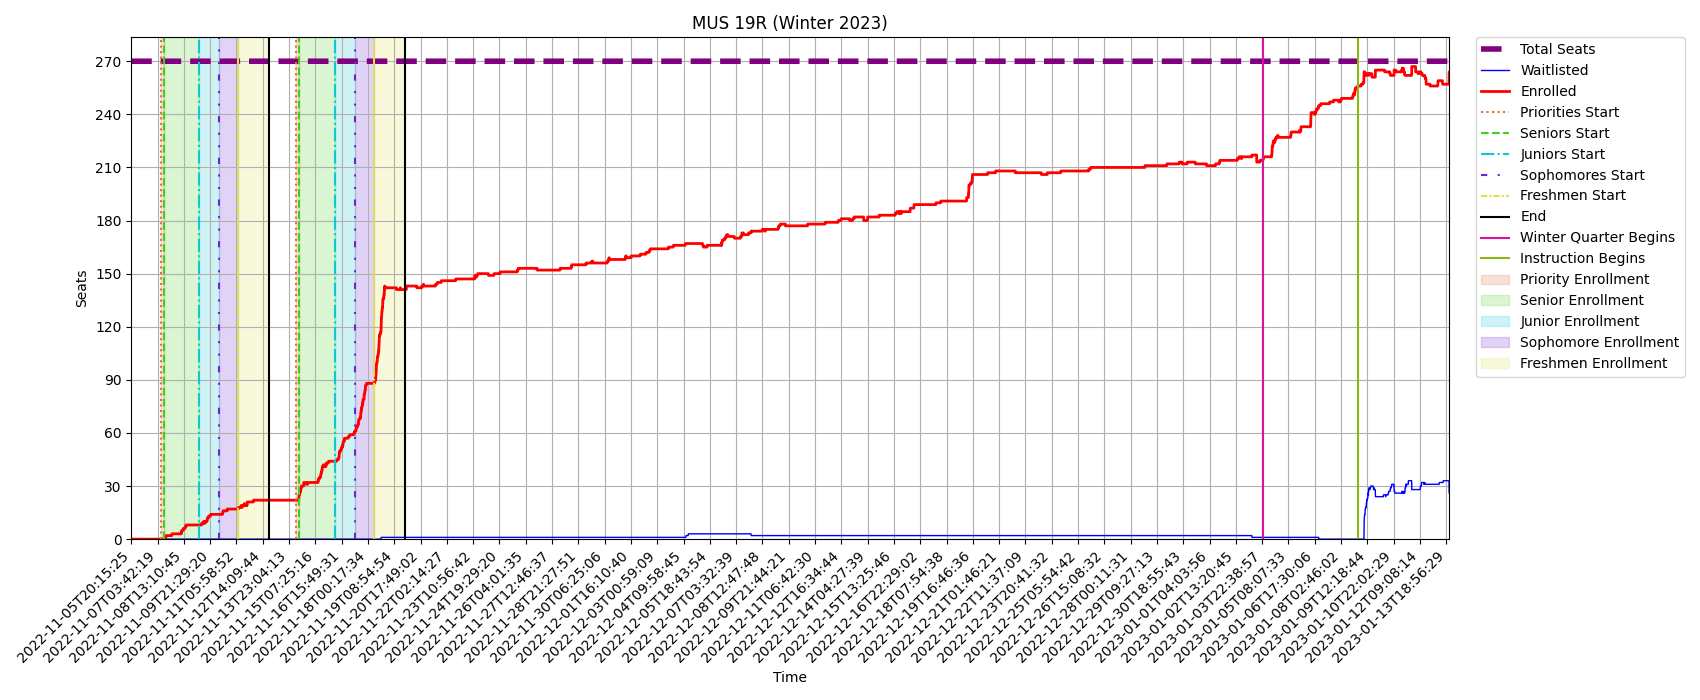 MUS 19R (Winter 2023)
Seats
270
240
210
180
150
120
90
60
30
0
2022-11-05T20:15:25
2022-11-07T03:42:19
2022-11-08T13:10:45
2022-11-09T21:29:20
2022-11-11T05:58:52
2022-11-12T14:09:44
2022-11-13T23:04:13
2022-11-15T07:25:16
2022-11-16T15:49:31
2022-11-18T00:17:34
2022-11-19T08:54:54
2022-11-20T17:49:02
2022-11-22T02:14:27
2022-11-23T10:56:42
2022-11-24T19:29:20
2022-11-26T04:01:35
2022-11-27T12:46:37
2022-11-28T21:27:51
2022-11-30T06:25:06
2022-12-01T16:10:40
2022-12-03T00:59:09
2022-12-04T09:58:45
2022-12-05T18:43:54
2022-12-07T03:32:39
2022-12-08T12:47:48
2022-12-09T21:44:21
2022-12-11T06:42:30
2022-12-12T16:34:44
2022-12-14T04:27:39
2022-12-15T13:25:46
2022-12-16T22:29:02
2022-12-18T07:54:38
2022-12-19T16:46:36
2022-12-21T01:46:21
2022-12-22T11:37:09
2022-12-23T20:41:32
2022-12-25T05:54:42
2022-12-26T15:08:32
2022-12-28T00:11:31
2022-12-29T09:27:13
2022-12-30T18:55:43
2023-01-01T04:03:56
2023-01-02T13:20:45
2023-01-03T22:38:57
2023-01-05T08:07:33
2023-01-06T17:30:06
2023-01-08T02:46:02
2023-01-09T12:18:44
2023-01-10T22:02:29
2023-01-12T09:08:14
2023-01-13T18:56:29
Time
Total Seats
Waitlisted
Enrolled
Priorities Start
Seniors Start
Juniors Start
Sophomores Start
Freshmen Start
End
Winter Quarter Begins
Instruction Begins
Priority Enrollment
Senior Enrollment
Junior Enrollment
Sophomore Enrollment
Freshmen Enrollment